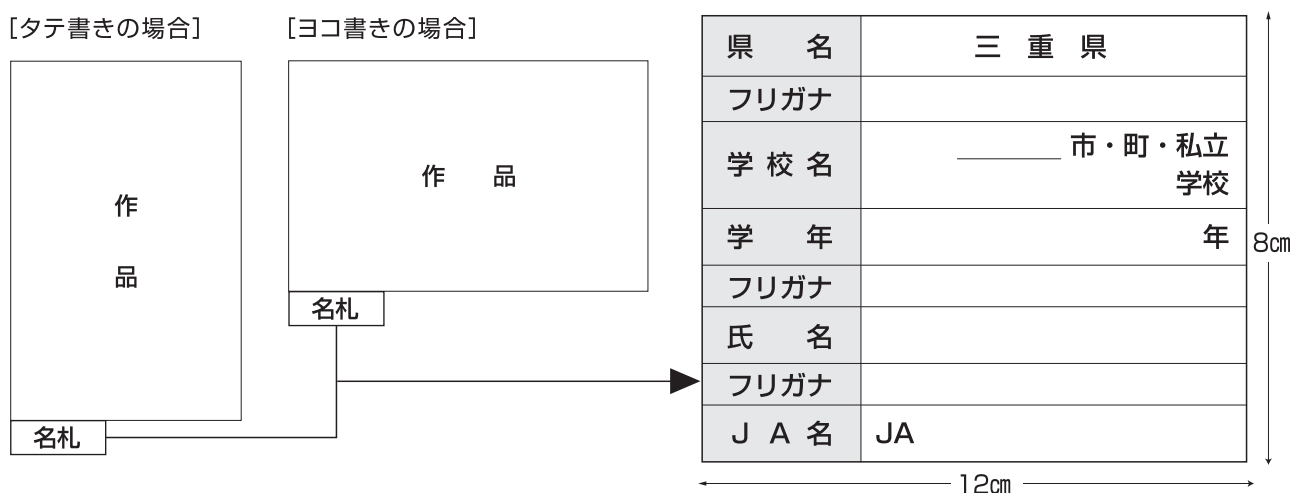 [タテ書きの場合]
作
品
名札
[ヨコ書きの場合]
作 品
名札
県 名 三 重 県
フリガナ
学 校 名 ＿＿＿＿ 市・町・私立
学校
学 年 年
フリガナ
氏 名
フリガナ
J A 名 JA
8㎝
12㎝